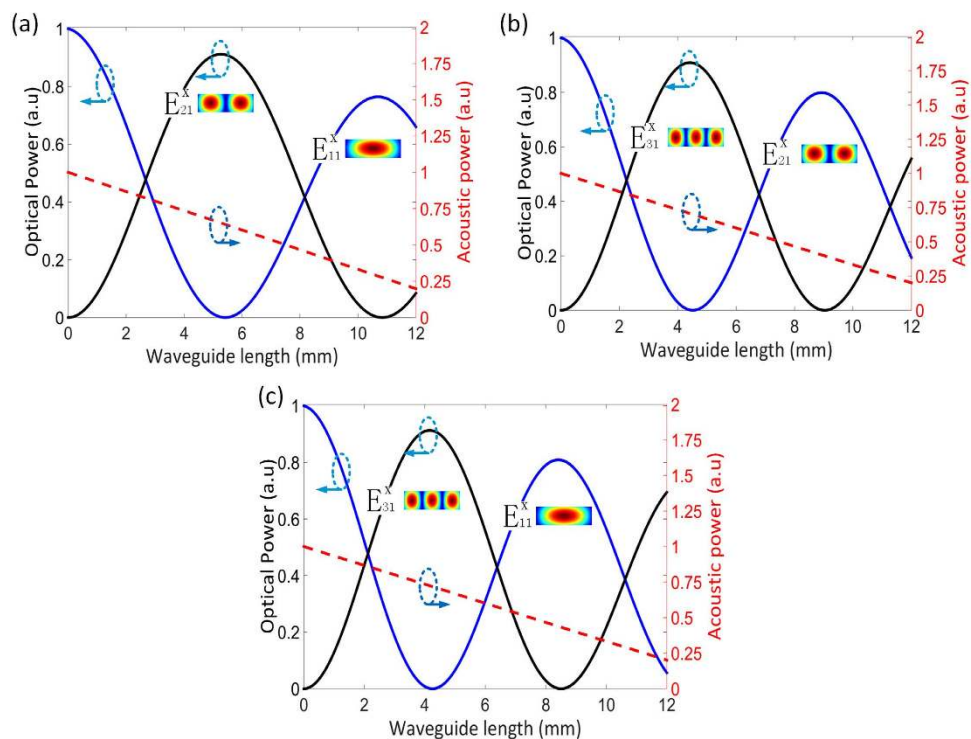 (a)
Optical Power (a.u)
1
0.8
0.6
0.4
0.2
0
E^x_21
E^x_11
2
1.75
1.5
1.25
1
0.75
0.5
0.25
0
Acoustic power (a.u)
0 2 4 6 8 10 12
Waveguide length (mm)
(b)
Optical Power (a.u)
1
0.8
0.6
0.4
0.2
0
E^x_31
E^x_21
2
1.75
1.5
1.25
1
0.75
0.5
0.25
0
Acoustic power (a.u)
0 2 4 6 8 10 12
Waveguide length (mm)
(c)
Optical Power (a.u)
1
0.8
0.6
0.4
0.2
0
E^x_31
E^x_11
2
1.75
1.5
1.25
1
0.75
0.5
0.25
0
Acoustic power (a.u)
0 2 4 6 8 10 12
Waveguide length (mm)